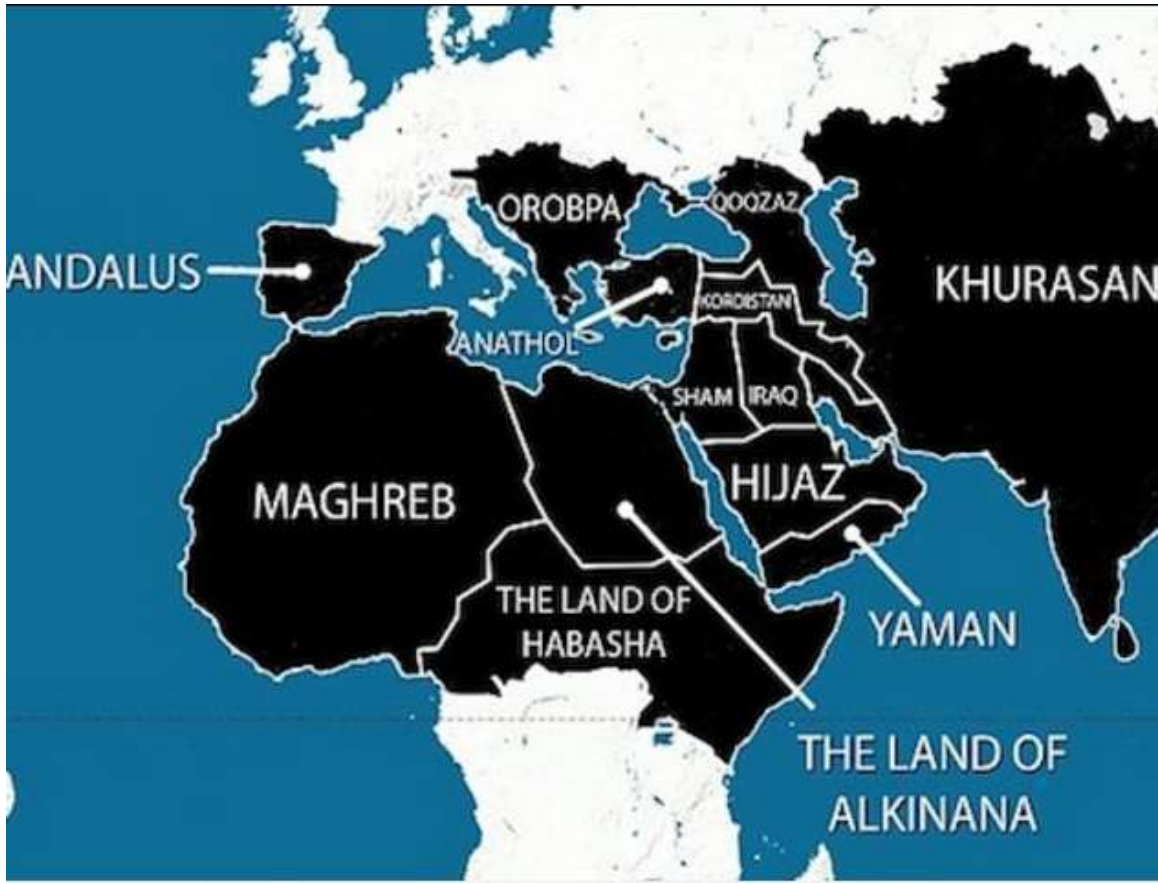 OROBPA
QOQZAZ
ANDALUS
KHURASAN
KORDISTAN
ANATHOL
SHAM
IRAQ
MAGHREB
HIJAZ
THE LAND OF
HABASHA
YAMAN
THE LAND OF
ALKINANA